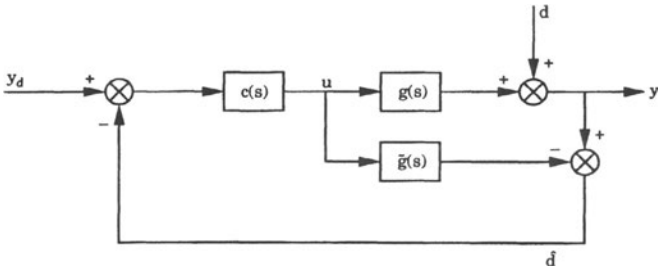 d
+
y_d
+
c(s)
u
+
g(s)
y
−
+
g̃(s)
−
d̂